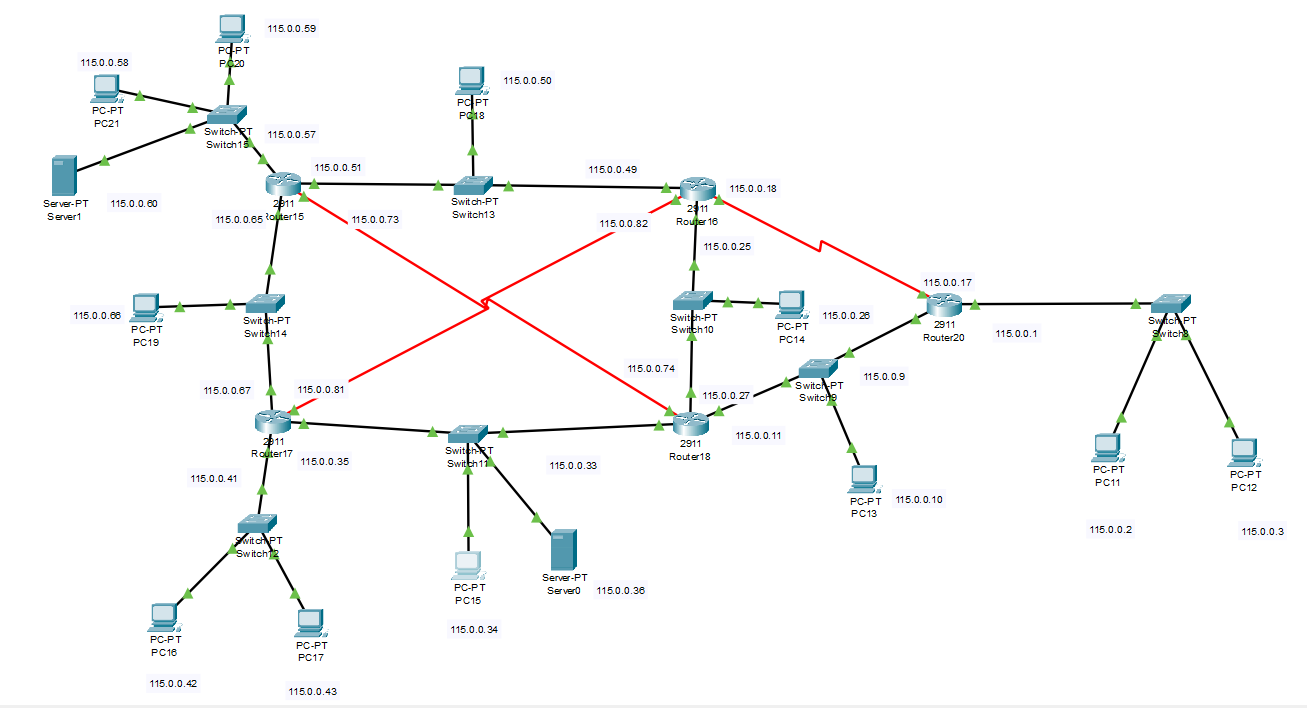 115.0.0.59
PC-PT
PC20
115.0.0.58
PC-PT
PC21
Switch-PT
Switch15
115.0.0.57
Server-PT
Server1
115.0.0.60
115.0.0.51
2911
Router15
115.0.0.65
115.0.0.73
115.0.0.50
PC-PT
PC18
Switch-PT
Switch13
115.0.0.49
115.0.0.18
2911
Router16
115.0.0.82
115.0.0.25
115.0.0.17
2911
Router20
115.0.0.1
Switch-PT
Switch8
115.0.0.66
PC-PT
PC19
Switch-PT
Switch14
Switch-PT
Switch10
PC-PT
PC14
115.0.0.26
115.0.0.74
115.0.0.27
Switch-PT
Switch9
115.0.0.9
115.0.0.67
115.0.0.81
2911
Router17
115.0.0.35
115.0.0.41
Switch-PT
Switch11
115.0.0.33
2911
Router18
115.0.0.11
PC-PT
PC13
115.0.0.10
PC-PT
PC11
115.0.0.2
PC-PT
PC12
115.0.0.3
Switch-PT
Switch12
PC-PT
PC15
115.0.0.34
Server-PT
Server0
115.0.0.36
PC-PT
PC16
115.0.0.42
PC-PT
PC17
115.0.0.43